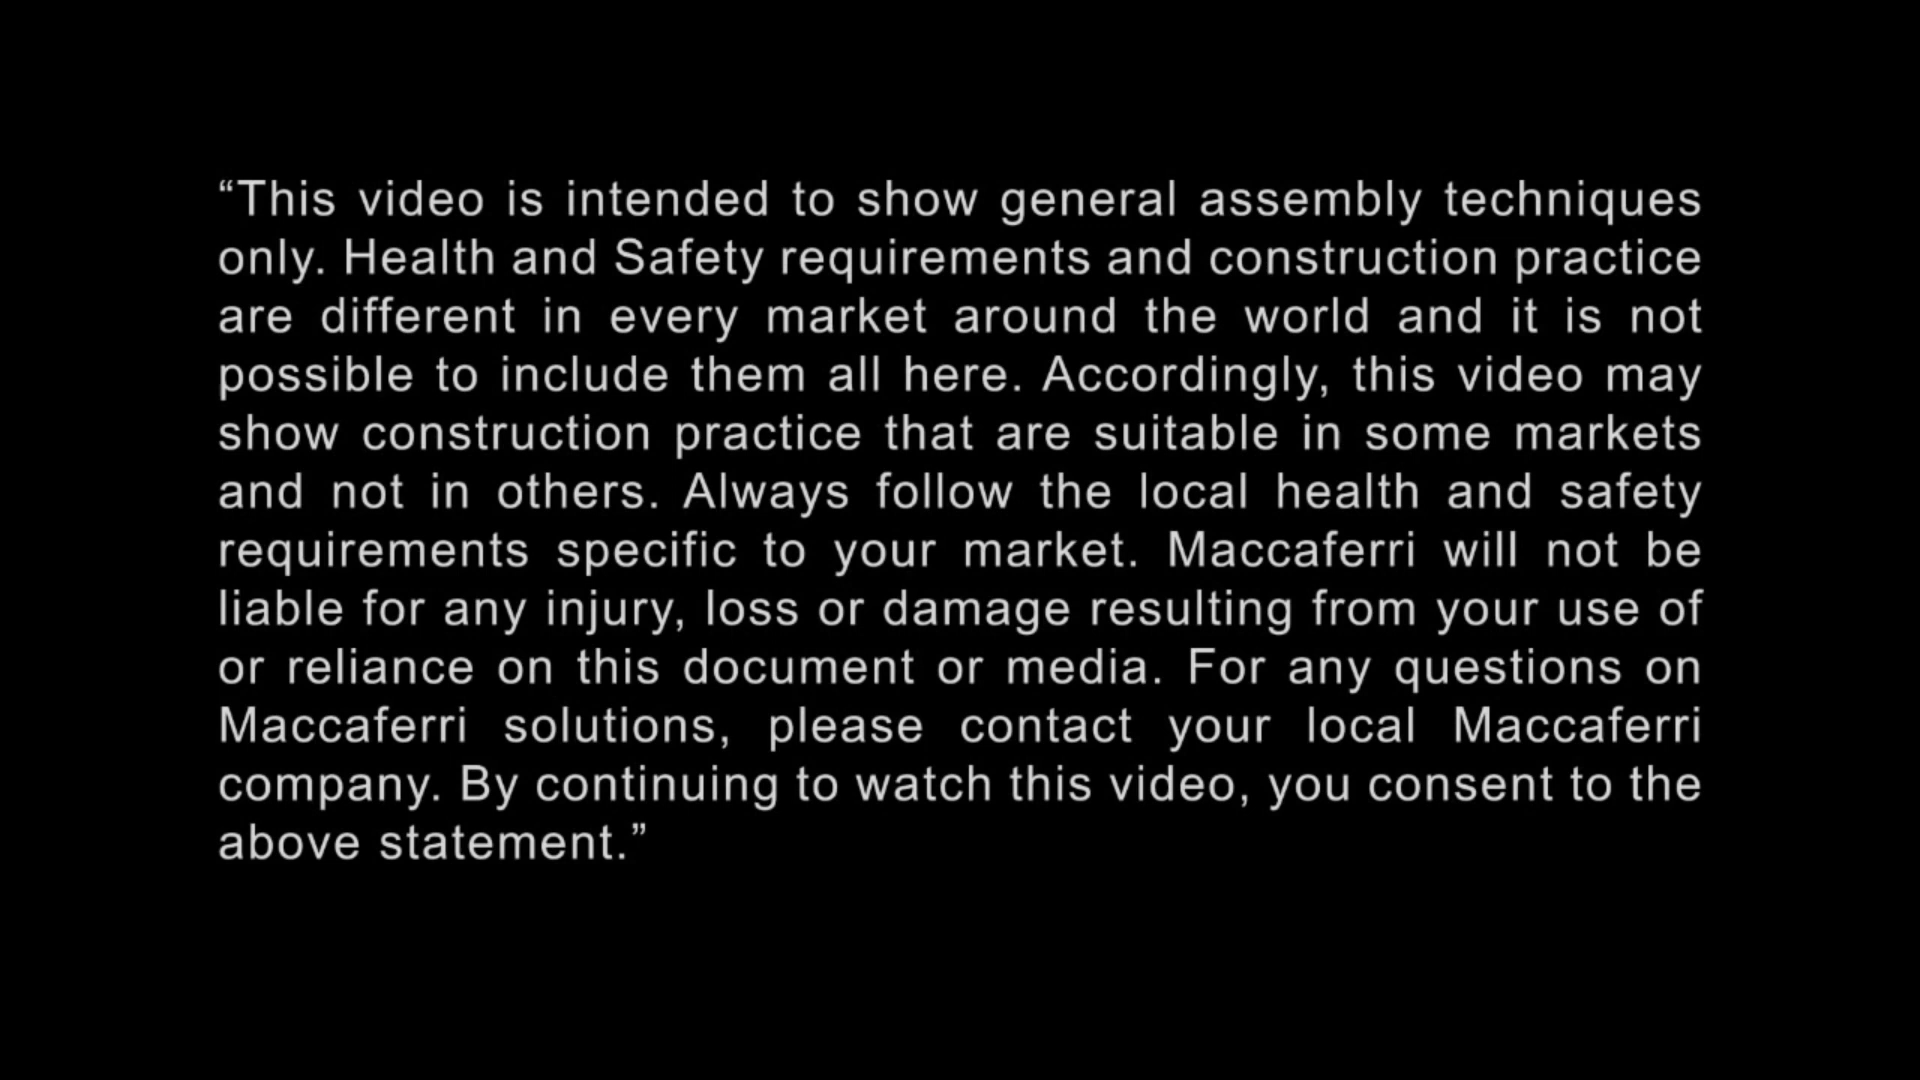 “This video is intended to show general assembly techniques
only. Health and Safety requirements and construction practice
are different in every market around the world and it is not
possible to include them all here. Accordingly, this video may
show construction practice that are suitable in some markets
and not in others. Always follow the local health and safety
requirements specific to your market. Maccaferri will not be
liable for any injury, loss or damage resulting from your use of
or reliance on this document or media. For any questions on
Maccaferri solutions, please contact your local Maccaferri
company. By continuing to watch this video, you consent to the
above statement.”